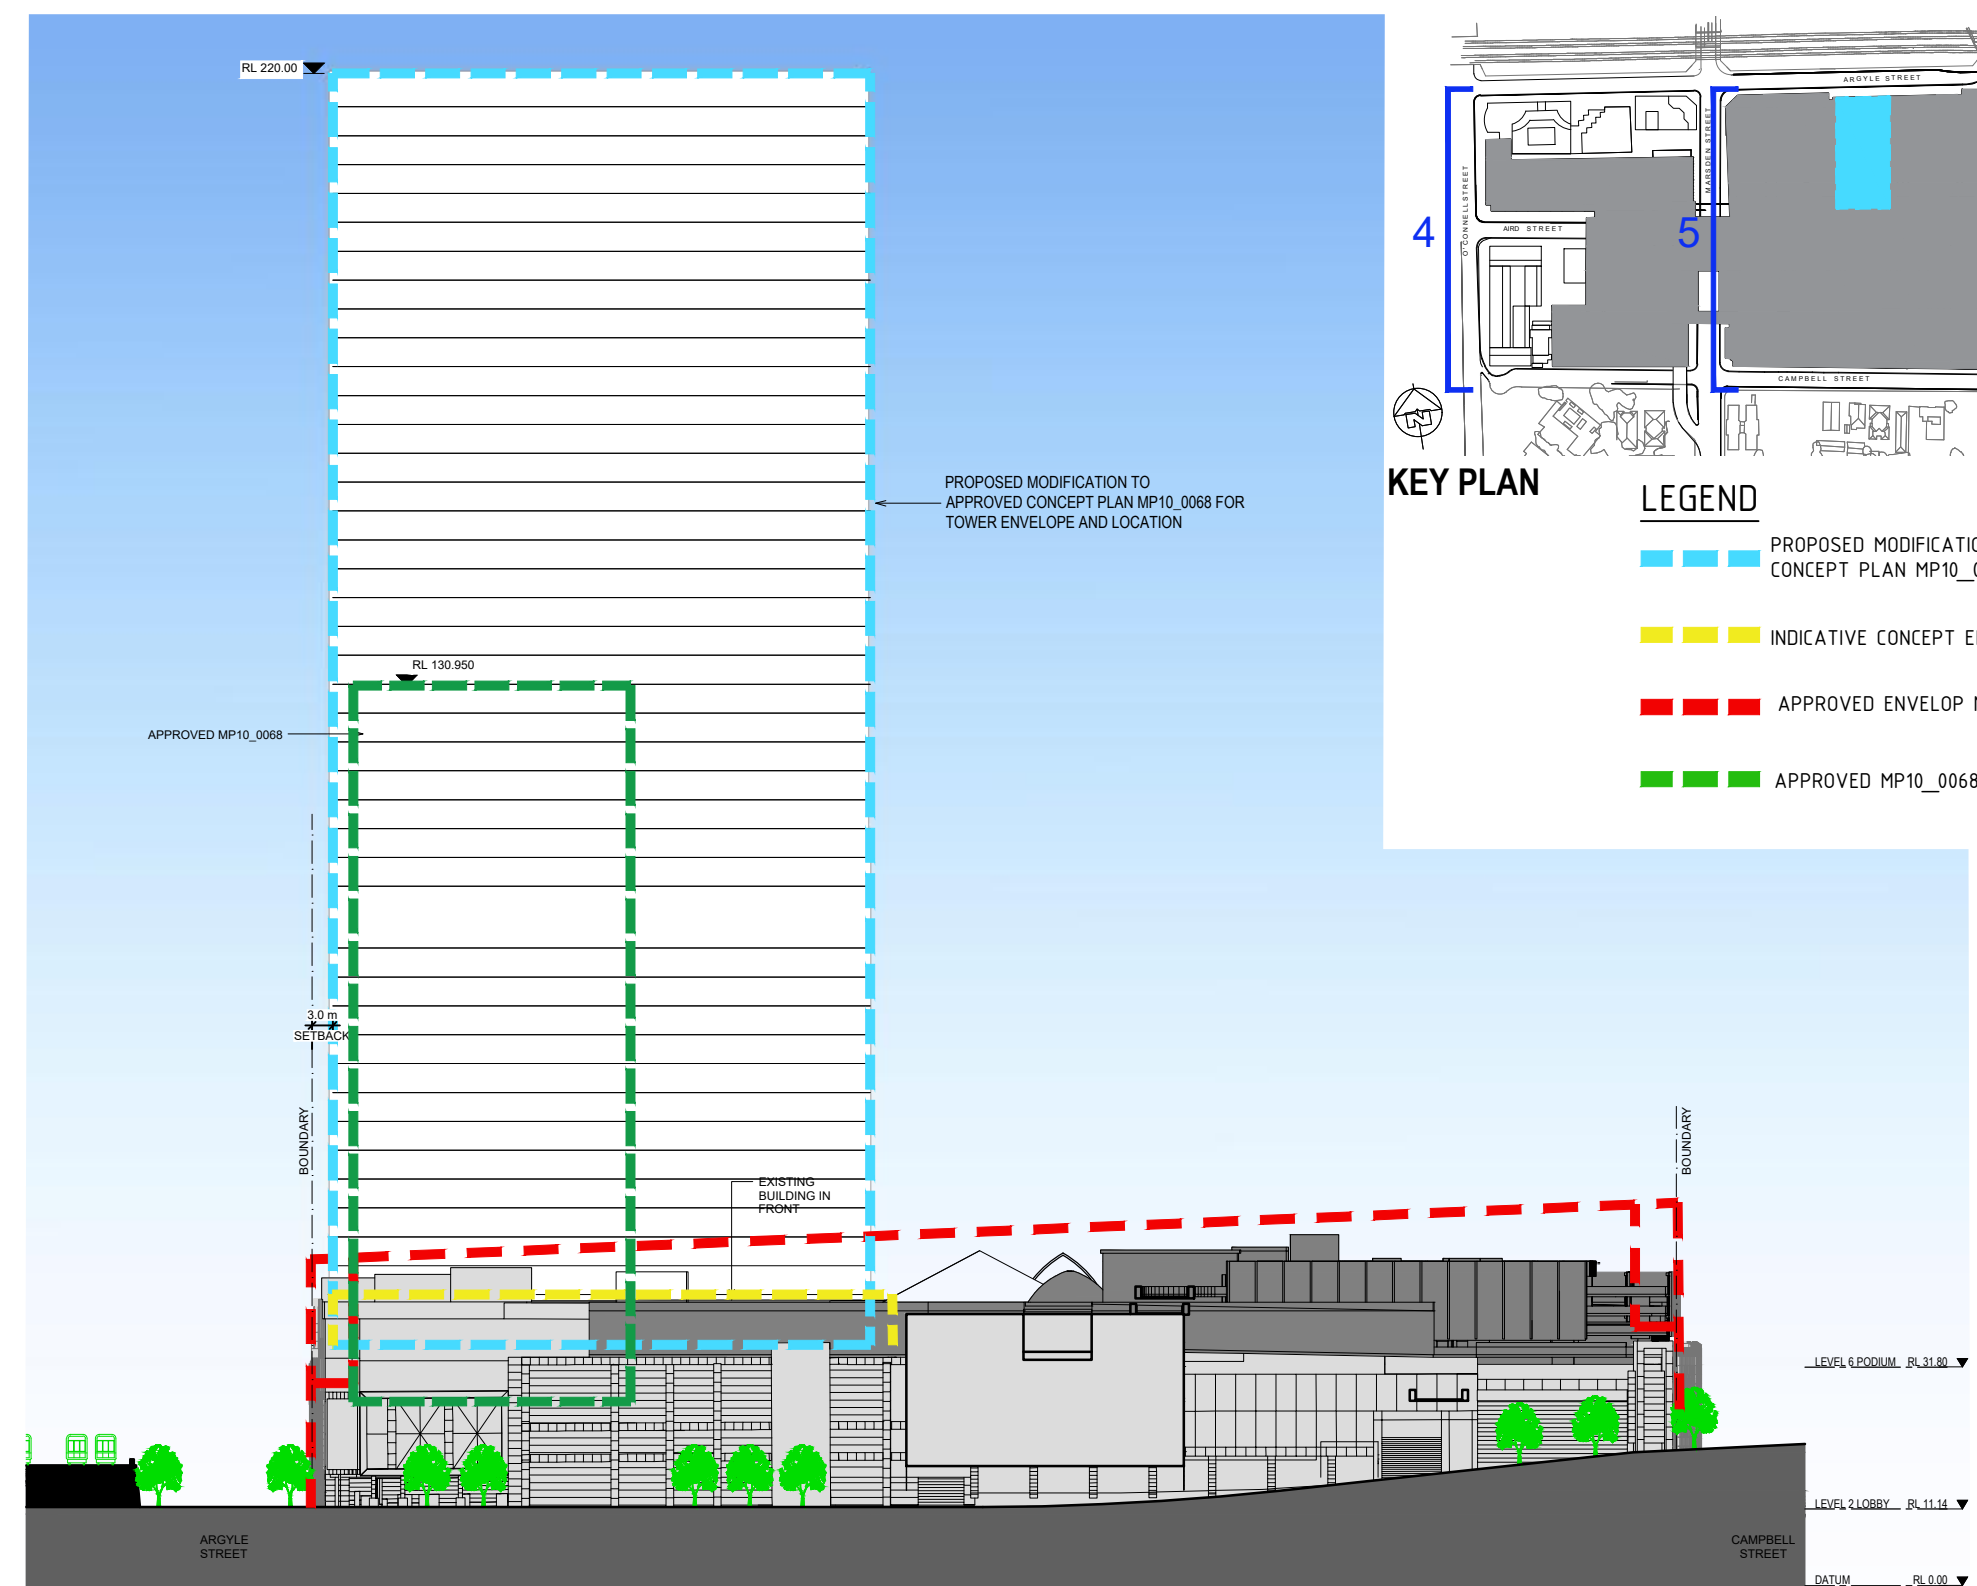 RL 220.00
ARGYLE STREET
MARSDEN STREET
O'CONNELL STREET
4
5
AIRD STREET
CAMPBELL STREET
N
KEY PLAN
LEGEND
PROPOSED MODIFICATIO
CONCEPT PLAN MP10_0
INDICATIVE CONCEPT E
APPROVED ENVELOP
APPROVED MP10_0068
PROPOSED MODIFICATION TO
APPROVED CONCEPT PLAN MP10_0068 FOR
TOWER ENVELOPE AND LOCATION
RL 130.950
APPROVED MP10_0068
3.0 m
SETBACK
BOUNDARY
BOUNDARY
EXISTING
BUILDING IN
FRONT
LEVEL 6 PODIUM RL 31.80
LEVEL 2 LOBBY RL 11.14
DATUM RL 0.00
ARGYLE
STREET
CAMPBELL
STREET